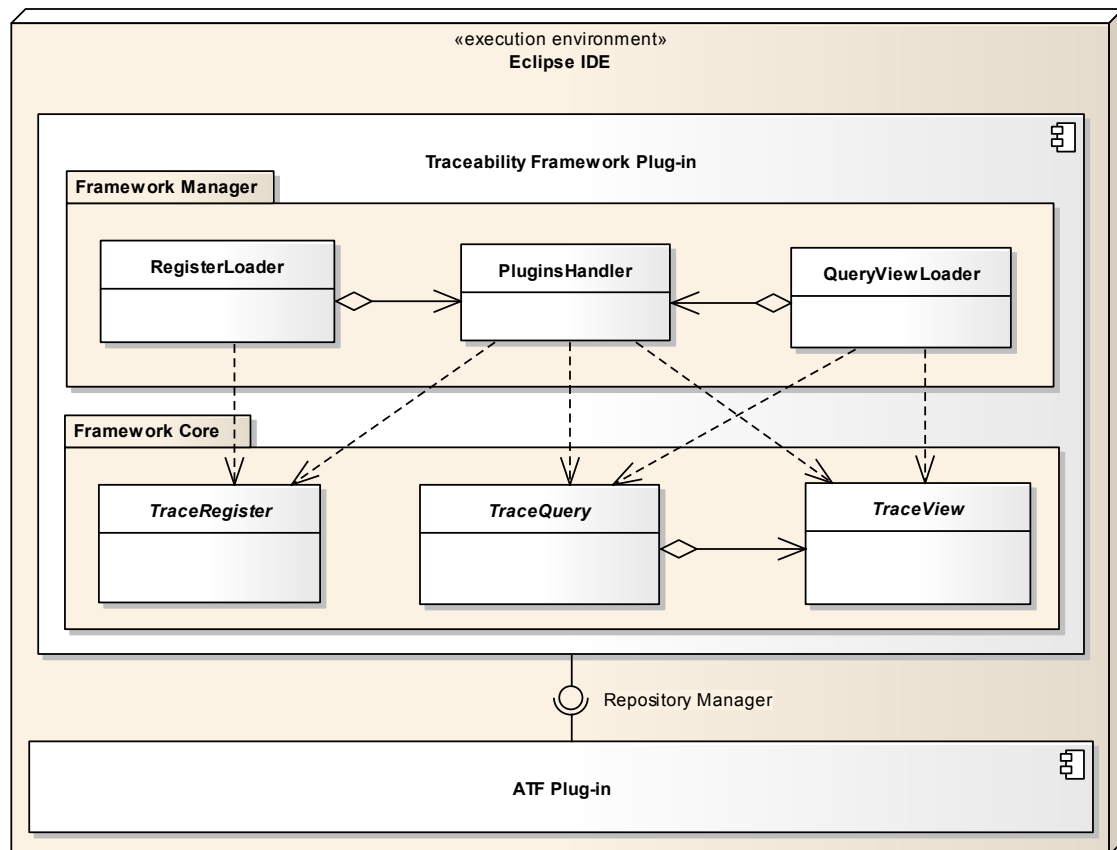 «execution environment»
Eclipse IDE
Traceability Framework Plug-in
Framework Manager
RegisterLoader
PluginsHandler
QueryViewLoader
Framework Core
TraceRegister
TraceQuery
TraceView
Repository Manager
ATF Plug-in